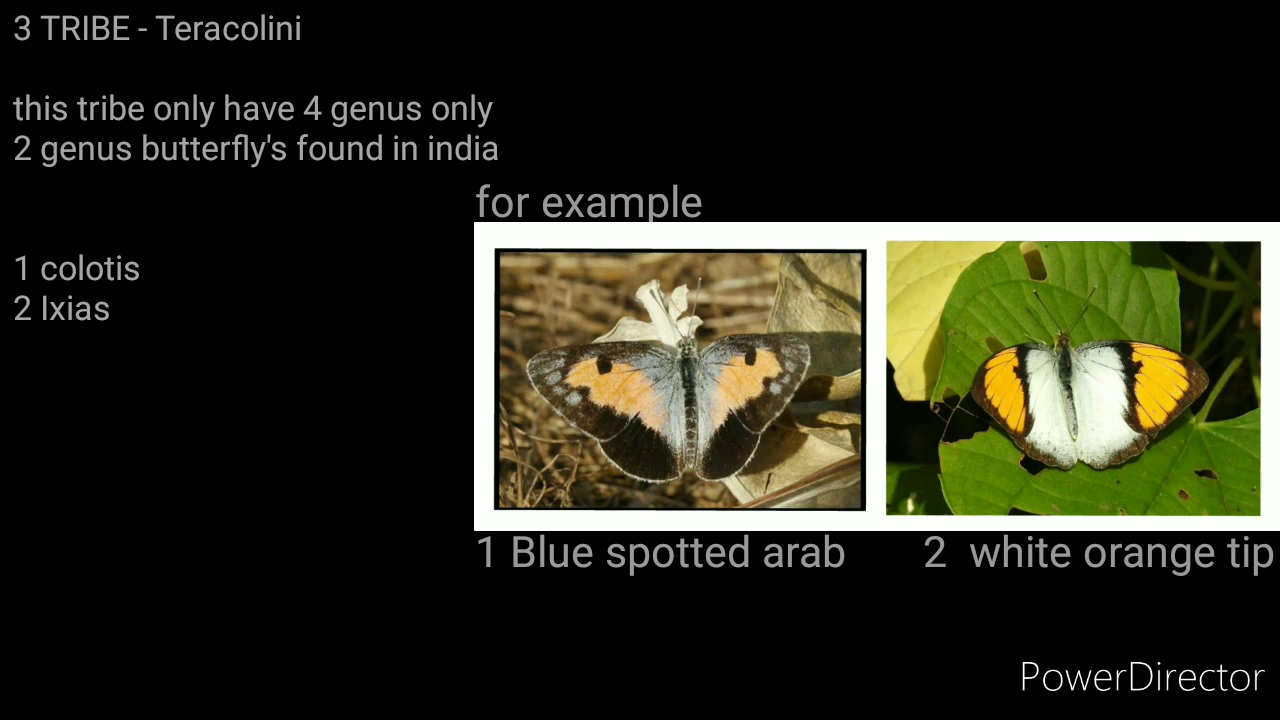 3 TRIBE - Teracolini
this tribe only have 4 genus only
2 genus butterfly's found in india
1 colotis
2 Ixias
for example
1 Blue spotted arab
2 white orange tip
PowerDirector